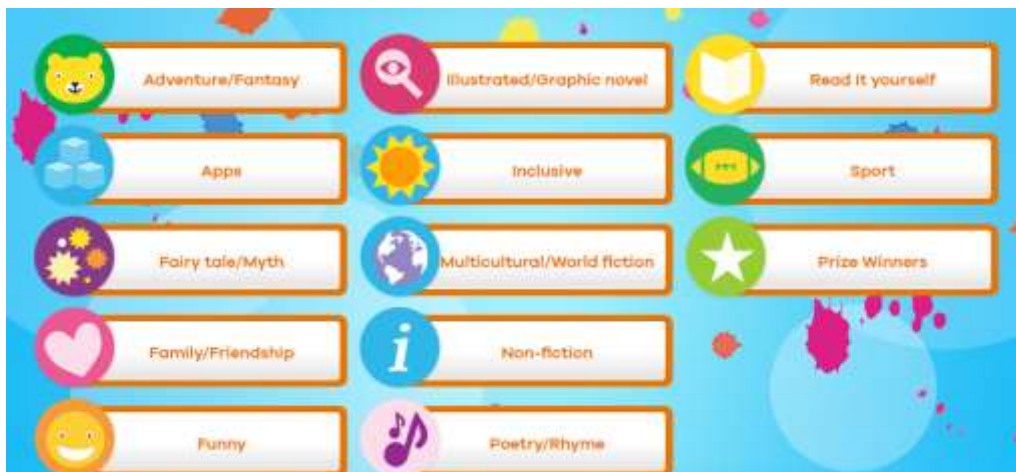 Adventure/Fantasy
Illustrated/Graphic novel
Read It yourself
Apps
Inclusive
Sport
Fairy tale/Myth
Multicultural/World fiction
Prize Winners
Family/Friendship
i
Non-fiction
Funny
Poetry/Rhyme